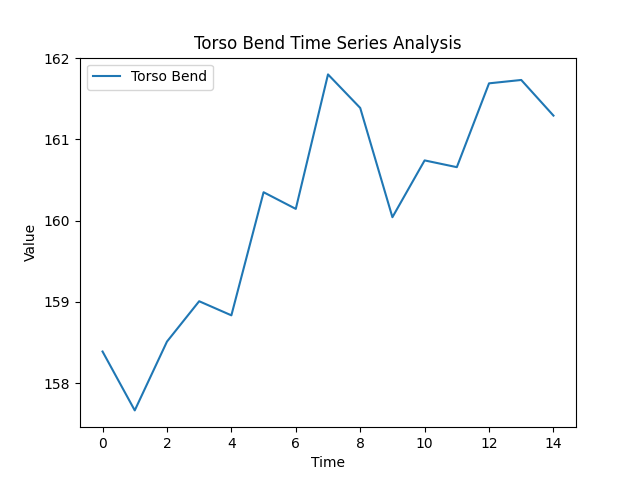 Torso Bend Time Series Analysis
Torso Bend
162
161
160
159
158
Value
0 2 4 6 8 10 12 14
Time